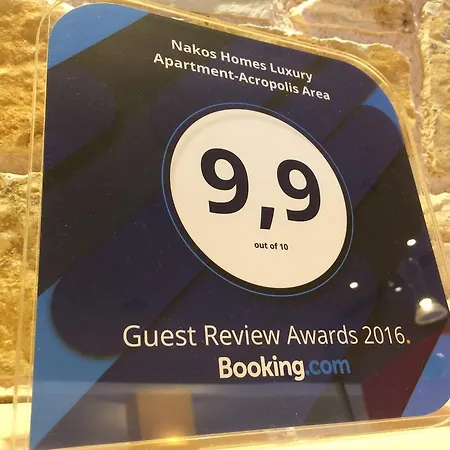 Nakos Homes Luxury
Apartment-Acropolis Area
9,9
out of 10
Guest Review Awards 2016.
Booking.com